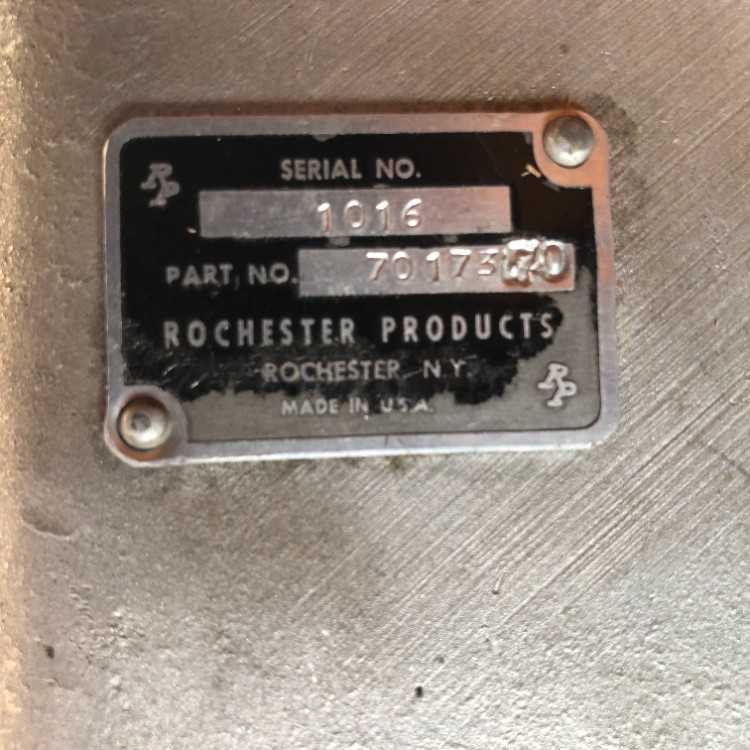 RP
SERIAL NO.
1016
PART NO. 7017370
ROCHESTER PRODUCTS
ROCHESTER, N.Y.
MADE IN U.S.A.
RP